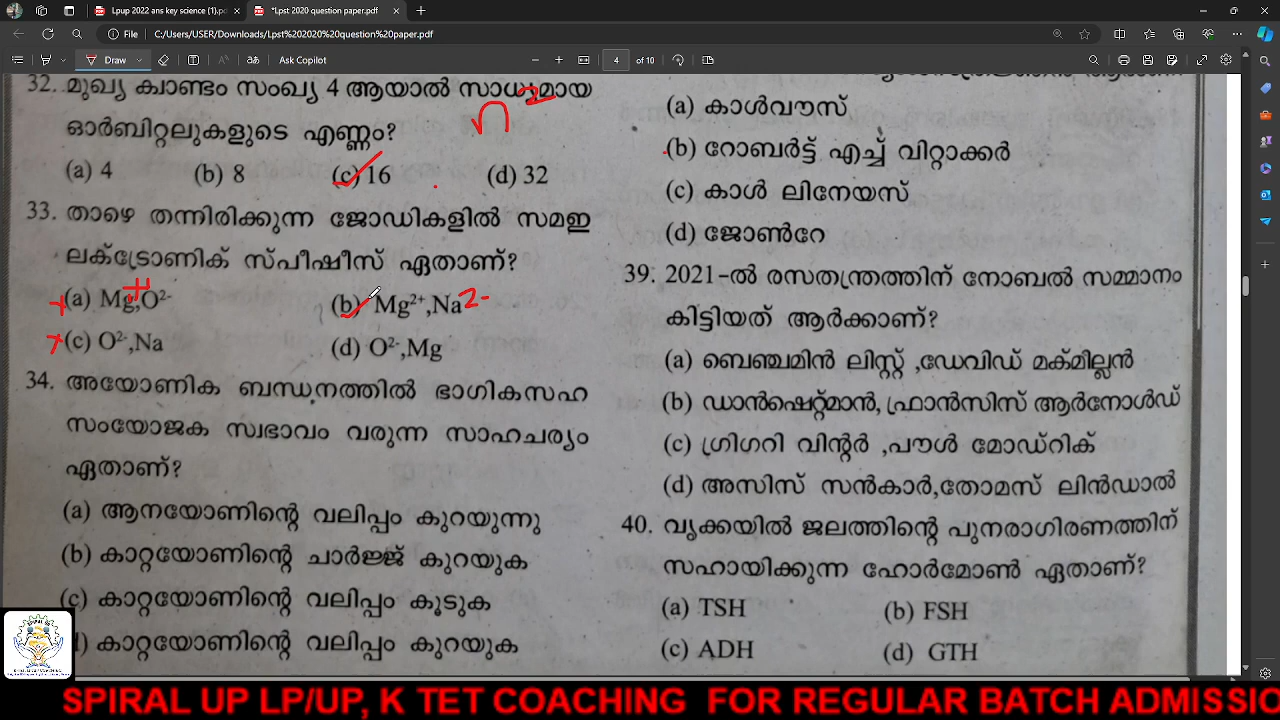 Lpup 2022 ans key science (1).pdf
*Lpst 2020 question paper.pdf
File C:/Users/USER/Downloads/Lpst%202020%20question%20paper.pdf
Draw
Ask Copilot
4 of 10
32. മുഖ്യ ക്വാണ്ടം സംഖ്യ 4 ആയാൽ സാധ്യമായ
ഓർബിറ്റലുകളുടെ എണ്ണം?
n²
(a) 4 (b) 8 (c) 16 (d) 32
33. താഴെ തന്നിരിക്കുന്ന ജോഡികളിൽ സമഇ
ലക്ട്രോണിക് സ്പീഷീസ് ഏതാണ്?
(a) Mg,O²⁻ (b) Mg²⁺,Na 2-
(c) O²⁻,Na (d) O²⁻,Mg
34. അയോണിക ബന്ധനത്തിൽ ഭാഗികസഹ
സംയോജക സ്വഭാവം വരുന്ന സാഹചര്യം
ഏതാണ്?
(a) ആനയോണിന്റെ വലിപ്പം കുറയുന്നു
(b) കാറ്റയോണിന്റെ ചാർജ്ജ് കുറയുക
(c) കാറ്റയോണിന്റെ വലിപ്പം കൂടുക
) കാറ്റയോണിന്റെ വലിപ്പം കുറയുക
(a) കാൾവൗസ്
(b) റോബർട്ട് എച്ച് വിറ്റാക്കർ
(c) കാൾ ലിനേയസ്
(d) ജോൺറേ
39. 2021-ൽ രസതന്ത്രത്തിന് നോബൽ സമ്മാനം
കിട്ടിയത് ആർക്കാണ്?
(a) ബെഞ്ചമിൻ ലിസ്റ്റ് ,ഡേവിഡ് മക്മില്ലൻ
(b) ഡാൻഷെറ്റ്മാൻ, ഫ്രാൻസിസ് ആർനോൾഡ്
(c) ഗ്രിഗറി വിന്റർ ,പൗൾ മോഡ്റിക്
(d) അസിസ് സൻകാർ,തോമസ് ലിൻഡാൽ
40. വൃക്കയിൽ ജലത്തിന്റെ പുനരാഗിരണത്തിന്
സഹായിക്കുന്ന ഹോർമോൺ ഏതാണ്?
(a) TSH (b) FSH
(c) ADH (d) GTH
SPIRAL UP LP/UP, K TET COACHING FOR REGULAR BATCH ADMISSIO